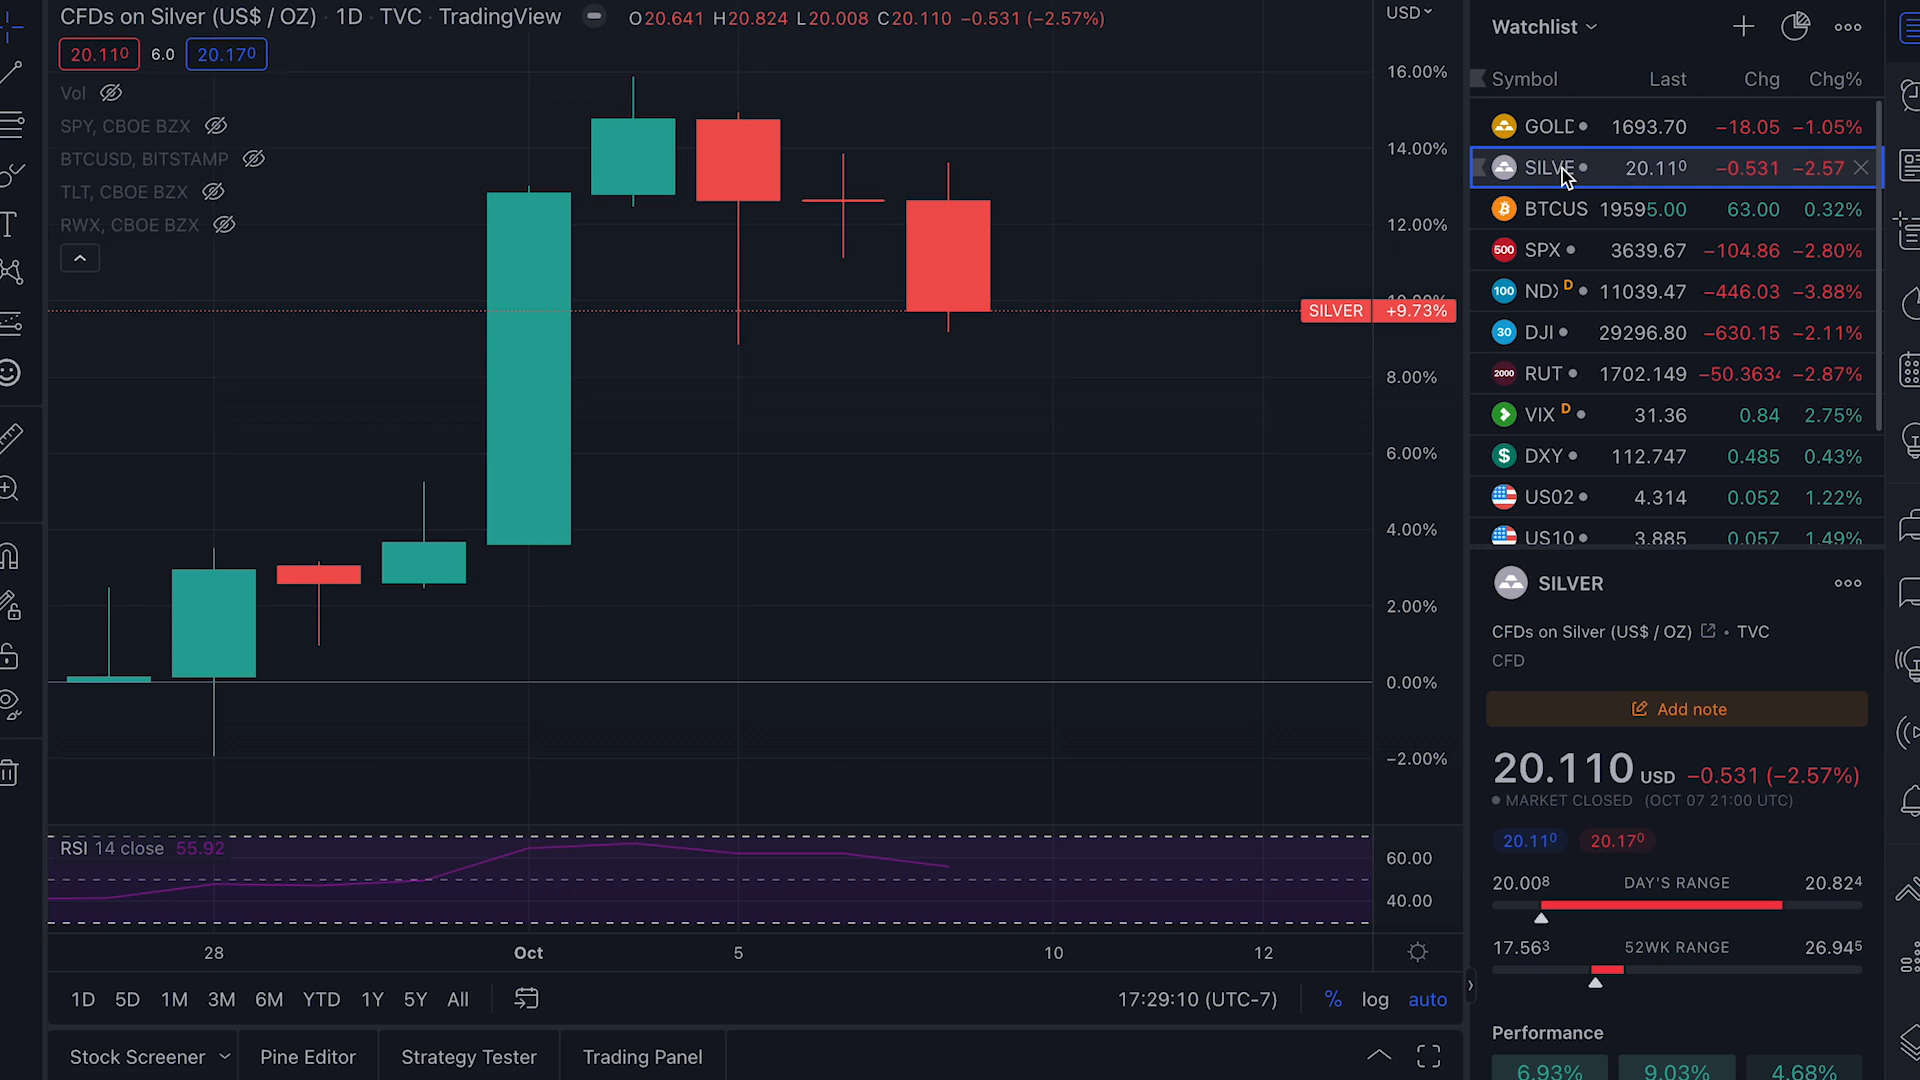 CFDs on Silver (US$ / OZ) · 1D · TVC · TradingView
O20.641 H20.824 L20.008 C20.110 −0.531 (−2.57%)
20.110 6.0 20.170
Vol
SPY, CBOE BZX
BTCUSD, BITSTAMP
TLT, CBOE BZX
RWX, CBOE BZX
USD
16.00%
14.00%
12.00%
SILVER +9.73%
8.00%
6.00%
4.00%
2.00%
0.00%
−2.00%
RSI 14 close 55.92
60.00
40.00
28 Oct 5 10 12
1D 5D 1M 3M 6M YTD 1Y 5Y All
17:29:10 (UTC-7) % log auto
Stock Screener Pine Editor Strategy Tester Trading Panel
Watchlist
Symbol Last Chg Chg%
GOLD 1693.70 −18.05 −1.05%
SILVE 20.110 −0.531 −2.57
BTCUS 19595.00 63.00 0.32%
500 SPX 3639.67 −104.86 −2.80%
100 NDX D 11039.47 −446.03 −3.88%
30 DJI 29296.80 −630.15 −2.11%
2000 RUT 1702.149 −50.3634 −2.87%
VIX D 31.36 0.84 2.75%
$ DXY 112.747 0.485 0.43%
US02 4.314 0.052 1.22%
US10 3.885 0.057 1.49%
SILVER
CFDs on Silver (US$ / OZ) • TVC
CFD
Add note
20.110 USD −0.531 (−2.57%)
MARKET CLOSED (OCT 07 21:00 UTC)
20.110 20.170
20.008 DAY'S RANGE 20.824
17.563 52WK RANGE 26.945
Performance
6.93% 9.03% 4.68%